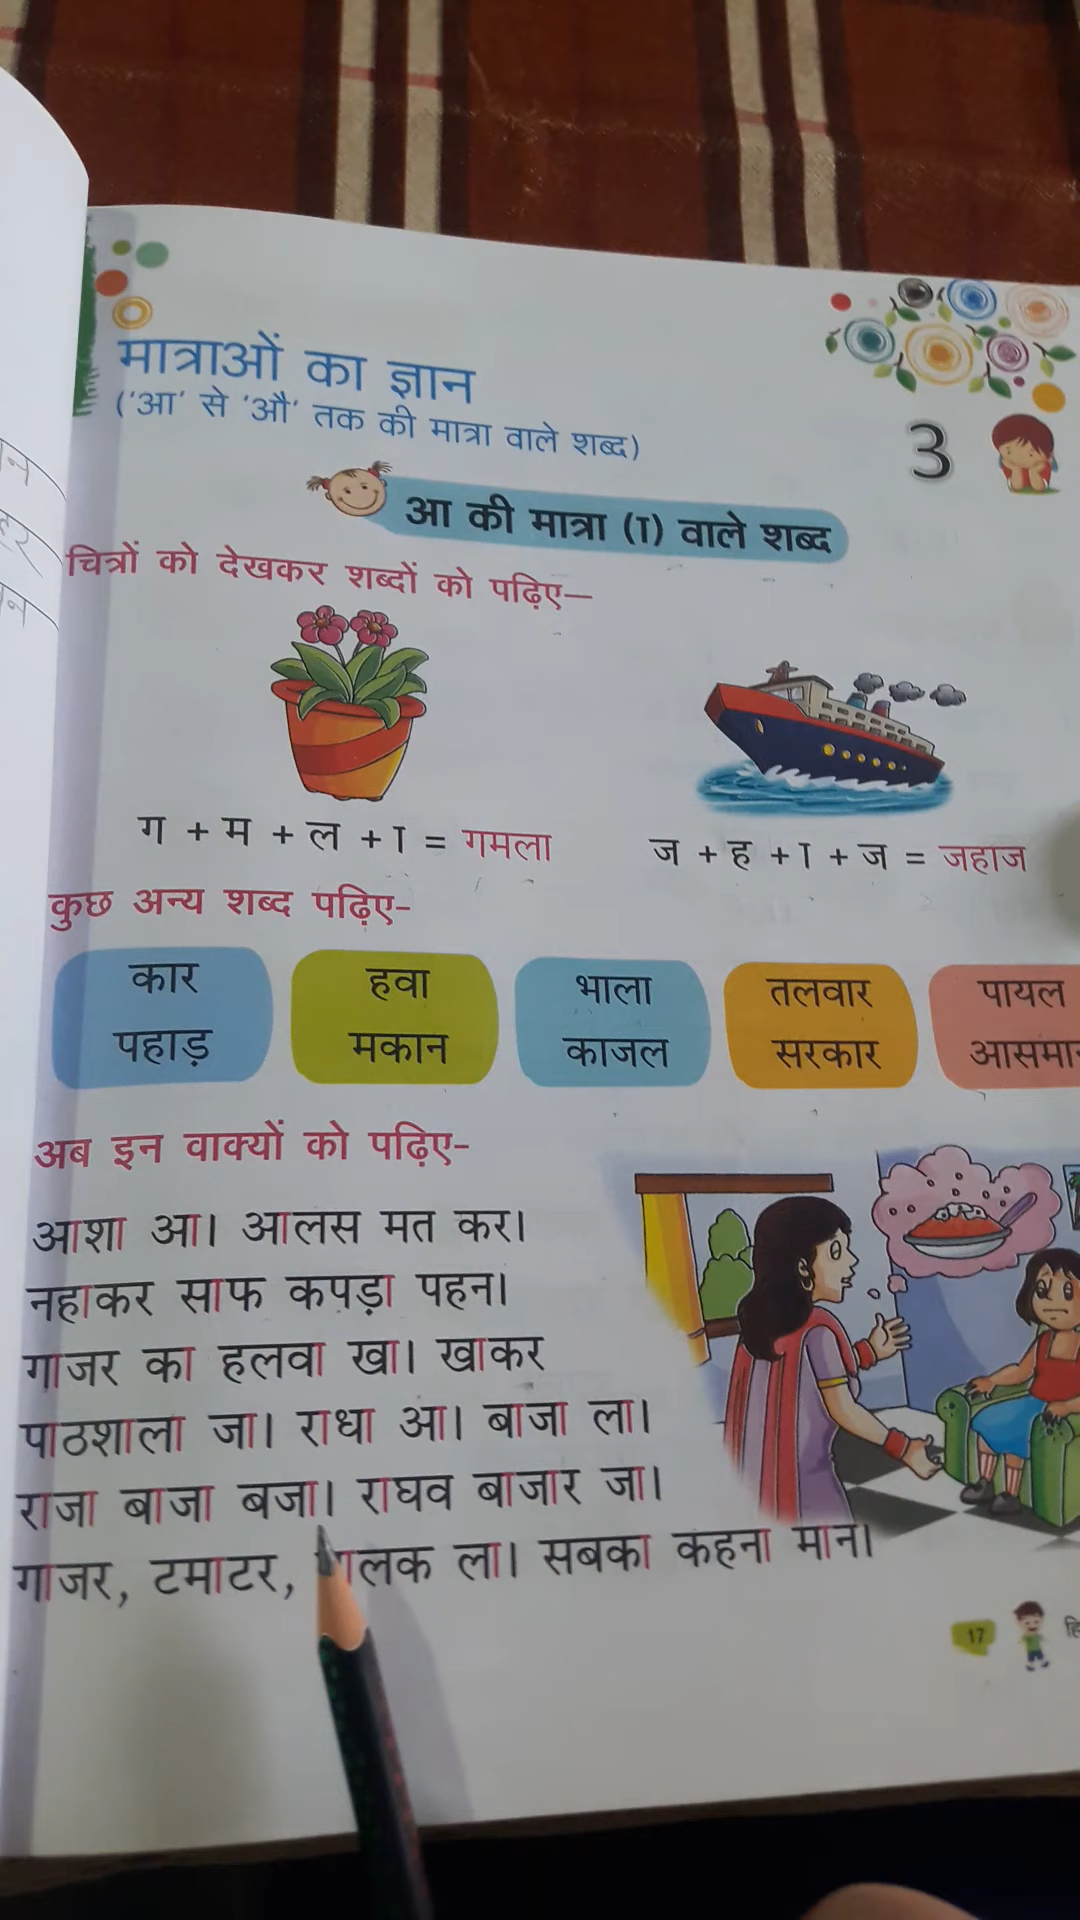 मात्राओं का ज्ञान
('आ' से 'औ' तक की मात्रा वाले शब्द)
3
आ की मात्रा (ा) वाले शब्द
चित्रों को देखकर शब्दों को पढ़िए—
ग + म + ल + ा = गमला
ज + ह + ा + ज = जहाज
कुछ अन्य शब्द पढ़िए-
कार हवा भाला तलवार पायल
पहाड़ मकान काजल सरकार
अब इन वाक्यों को पढ़िए-
आशा आ। आलस मत कर।
नहाकर साफ कपड़ा पहन।
गाजर का हलवा खा। खाकर
पाठशाला जा। राधा आ। बाजा ला।
राजा बाजा बजा। राघव बाजार जा।
गाजर, टमाटर, ला। सबका कहना मान।
17